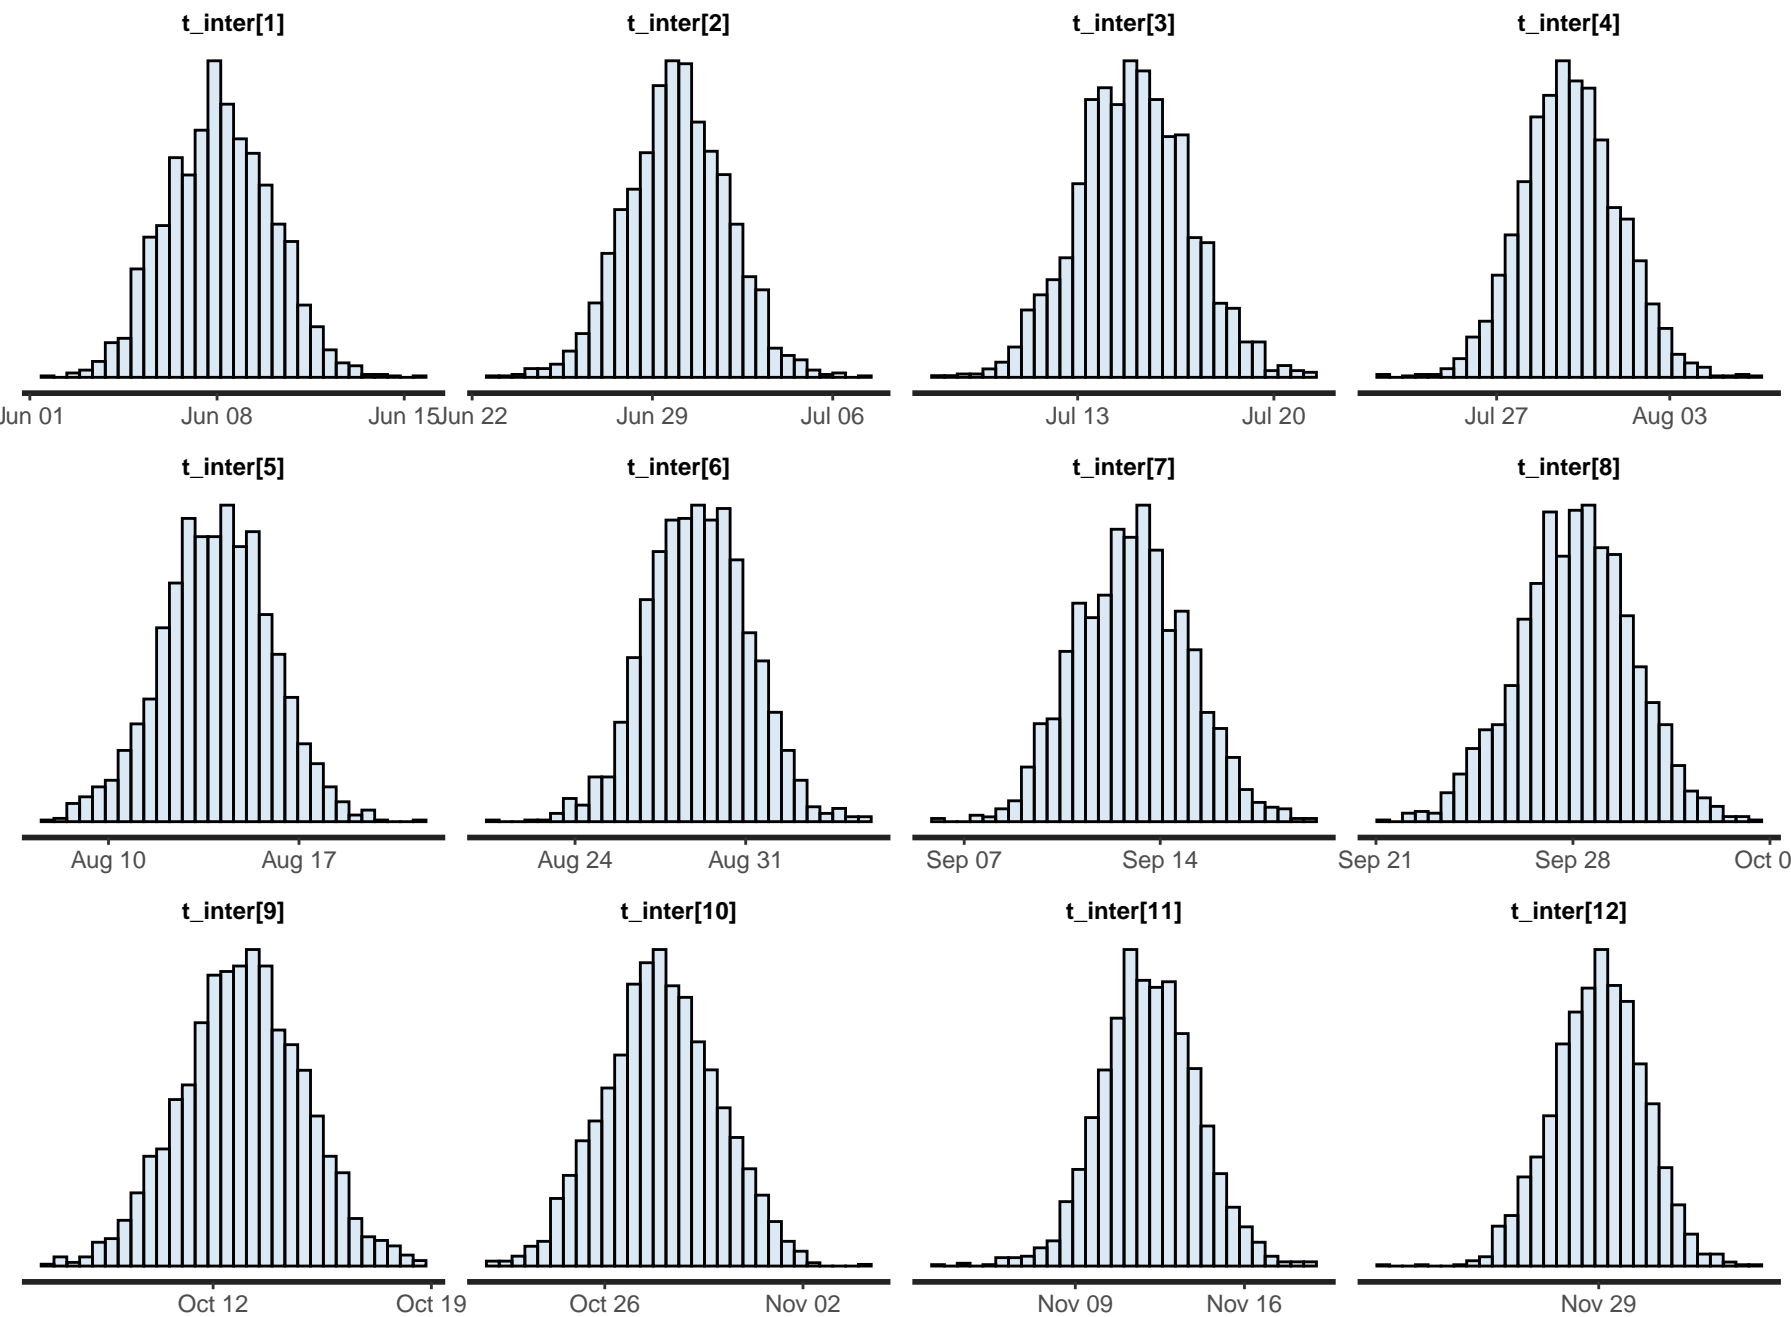 t_inter[1] t_inter[2] t_inter[3] t_inter[4]
Jun 01 Jun 08 Jun 15 Jun 22 Jun 29 Jul 06 Jul 13 Jul 20 Jul 27 Aug 03
t_inter[5] t_inter[6] t_inter[7] t_inter[8]
Aug 10 Aug 17 Aug 24 Aug 31 Sep 07 Sep 14 Sep 21 Sep 28 Oct 0
t_inter[9] t_inter[10] t_inter[11] t_inter[12]
Oct 12 Oct 19 Oct 26 Nov 02 Nov 09 Nov 16 Nov 29